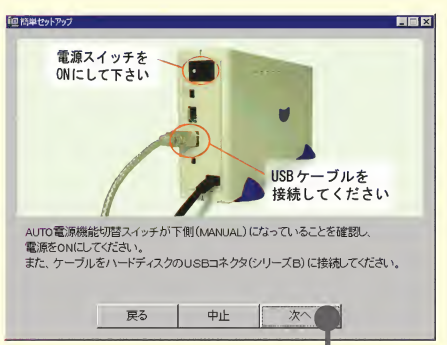 簡単セットアップ
電源スイッチを
ONにして下さい
USBケーブルを
接続してください
AUTO電源機能切替スイッチが下側(MANUAL)になっていることを確認し、
電源をONにしてください。
また、ケーブルをハードディスクのUSBコネクタ(シリーズB)に接続してください。
戻る
中止
次へ